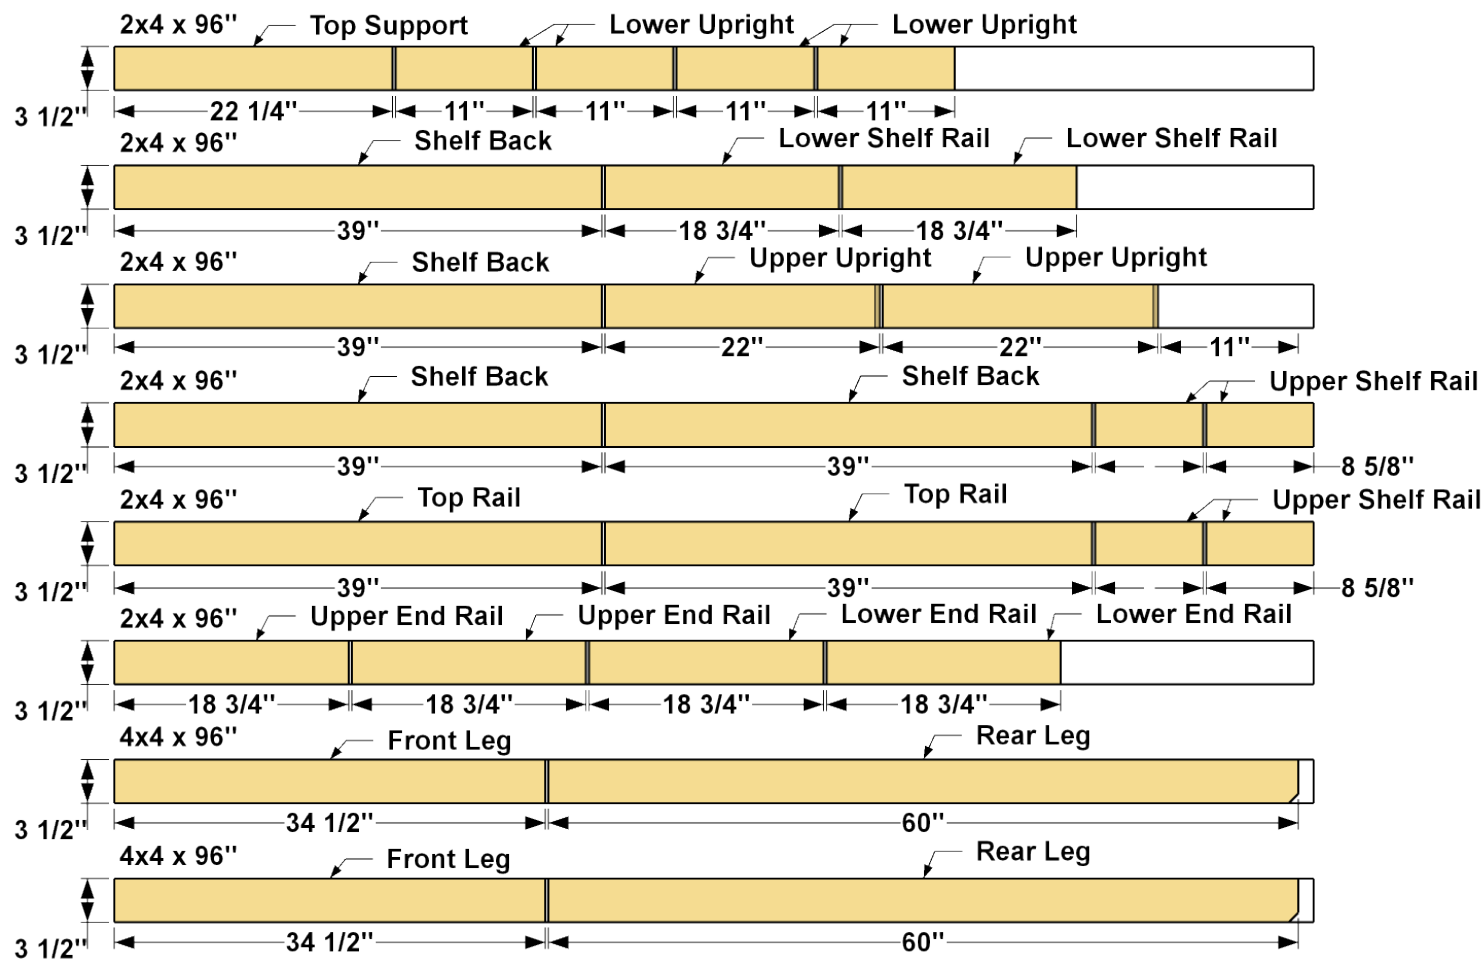 2x4 x 96" Top Support Lower Upright Lower Upright
3 1/2" 22 1/4" 11" 11" 11" 11"
2x4 x 96" Shelf Back Lower Shelf Rail Lower Shelf Rail
3 1/2" 39" 18 3/4" 18 3/4"
2x4 x 96" Shelf Back Upper Upright Upper Upright
3 1/2" 39" 22" 22" 11"
2x4 x 96" Shelf Back Shelf Back Upper Shelf Rail
3 1/2" 39" 39" 8 5/8"
2x4 x 96" Top Rail Top Rail Upper Shelf Rail
3 1/2" 39" 39" 8 5/8"
2x4 x 96" Upper End Rail Upper End Rail Lower End Rail Lower End Rail
3 1/2" 18 3/4" 18 3/4" 18 3/4" 18 3/4"
4x4 x 96" Front Leg Rear Leg
3 1/2" 34 1/2" 60"
4x4 x 96" Front Leg Rear Leg
3 1/2" 34 1/2" 60"